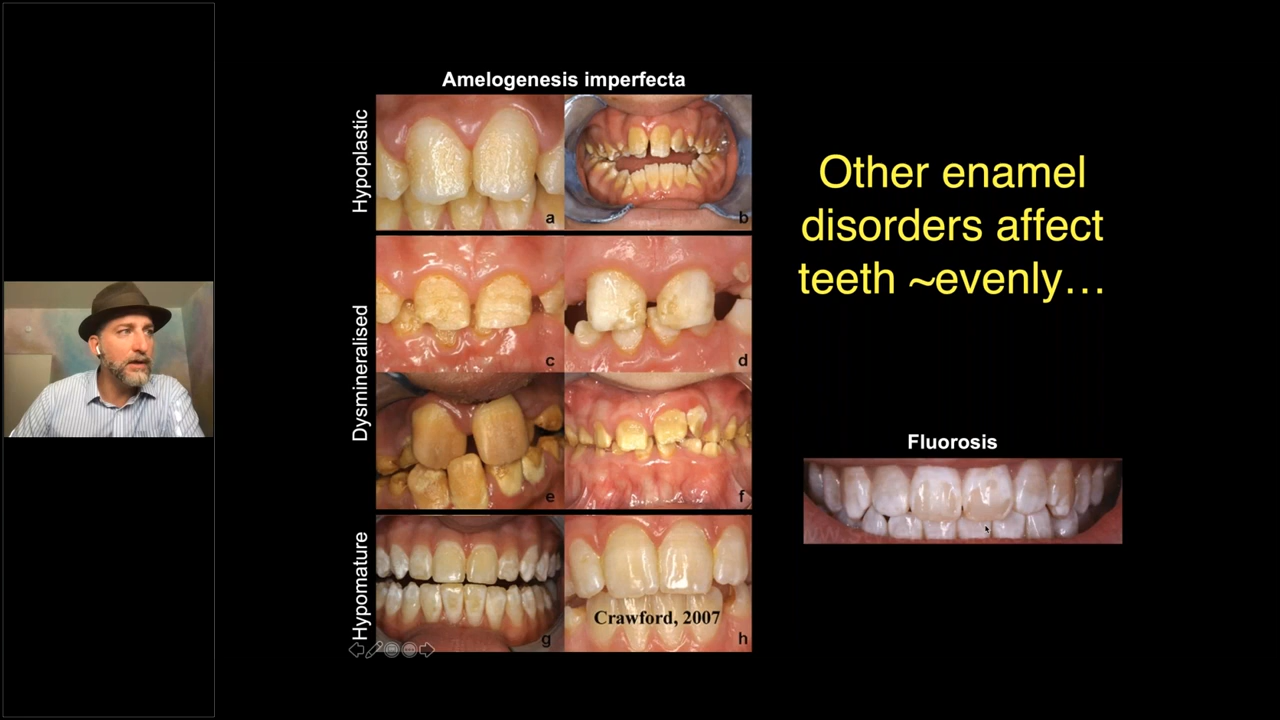 Amelogenesis imperfecta
Hypoplastic
a
b
Dysmineralised
c
d
e
f
Hypomature
g
h
Crawford, 2007
Other enamel
disorders affect
teeth ~evenly…
Fluorosis